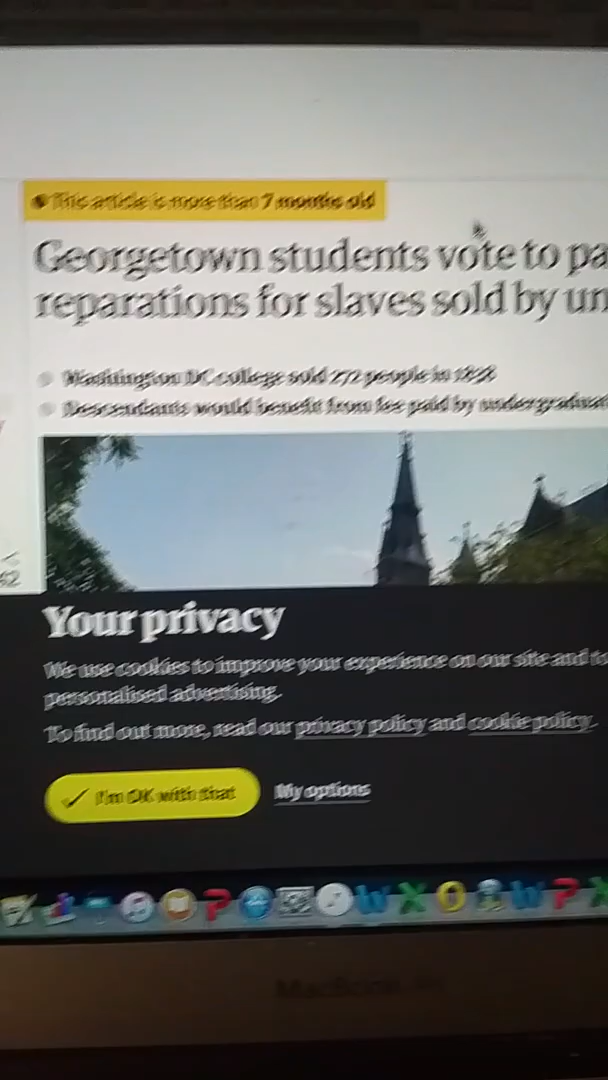 This article is more than 7 months old
Georgetown students vote to pa
reparations for slaves sold by un
Washington DC college sold 272 people in 1838
Descendants would benefit from fee paid by undergraduat
62
Your privacy
We use cookies to improve your experience on our site and to
personalised advertising.
To find out more, read our privacy policy and cookie policy.
✓ I'm OK with that My options
MacBook